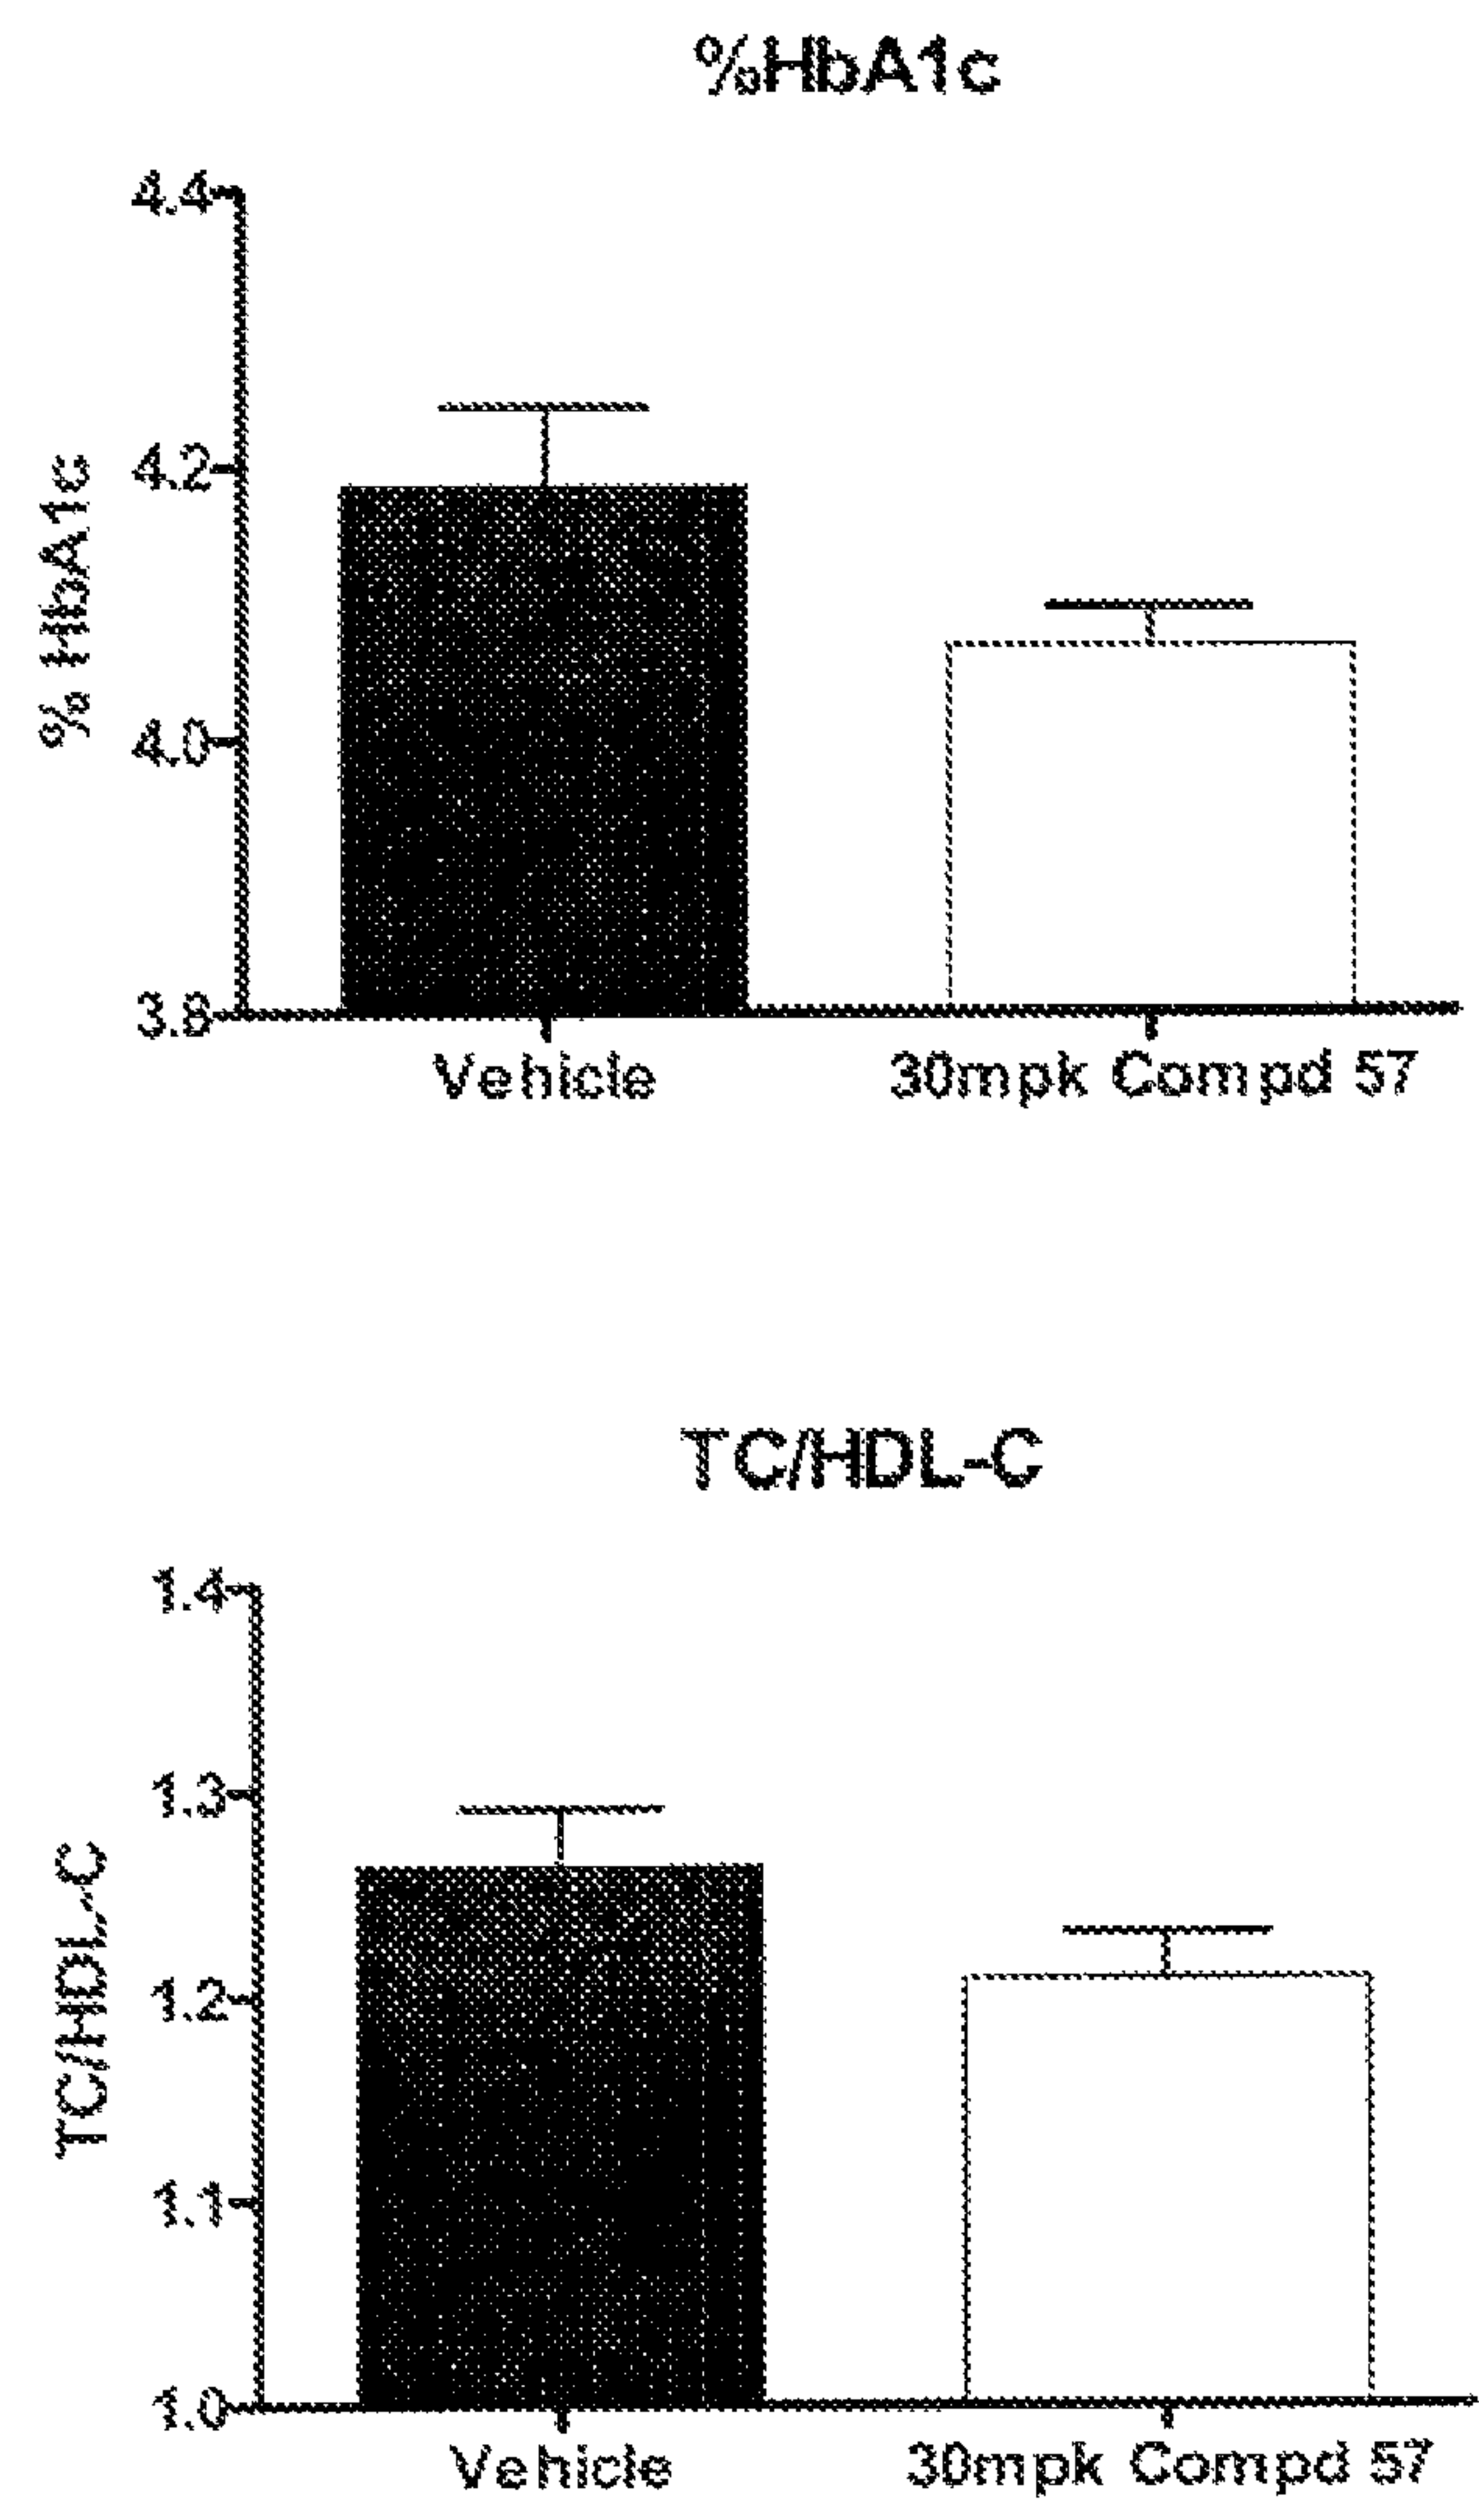 %HbA1c
4.4
4.2
4.0
3.8
% HbA1c
Vehicle
30mpk Compd 57
TC/HDL-C
1.4
1.3
1.2
1.1
1.0
TC/HDL-C
Vehicle
30mpk Compd 57